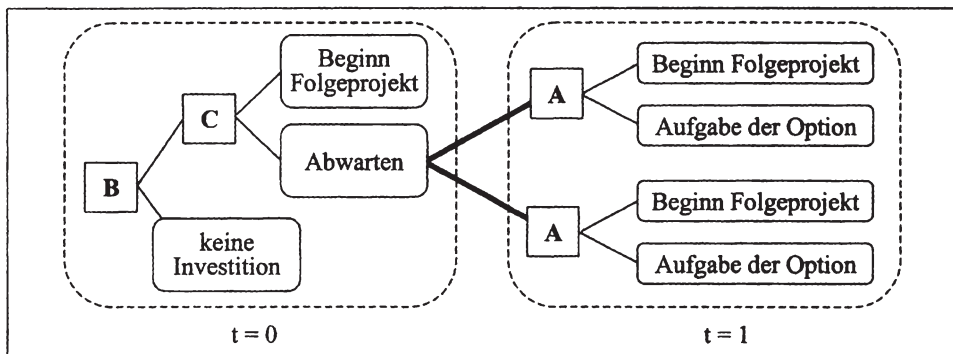 Beginn
Folgeprojekt
C
Abwarten
B
keine
Investition
t = 0
A
Beginn Folgeprojekt
Aufgabe der Option
A
Beginn Folgeprojekt
Aufgabe der Option
t = 1